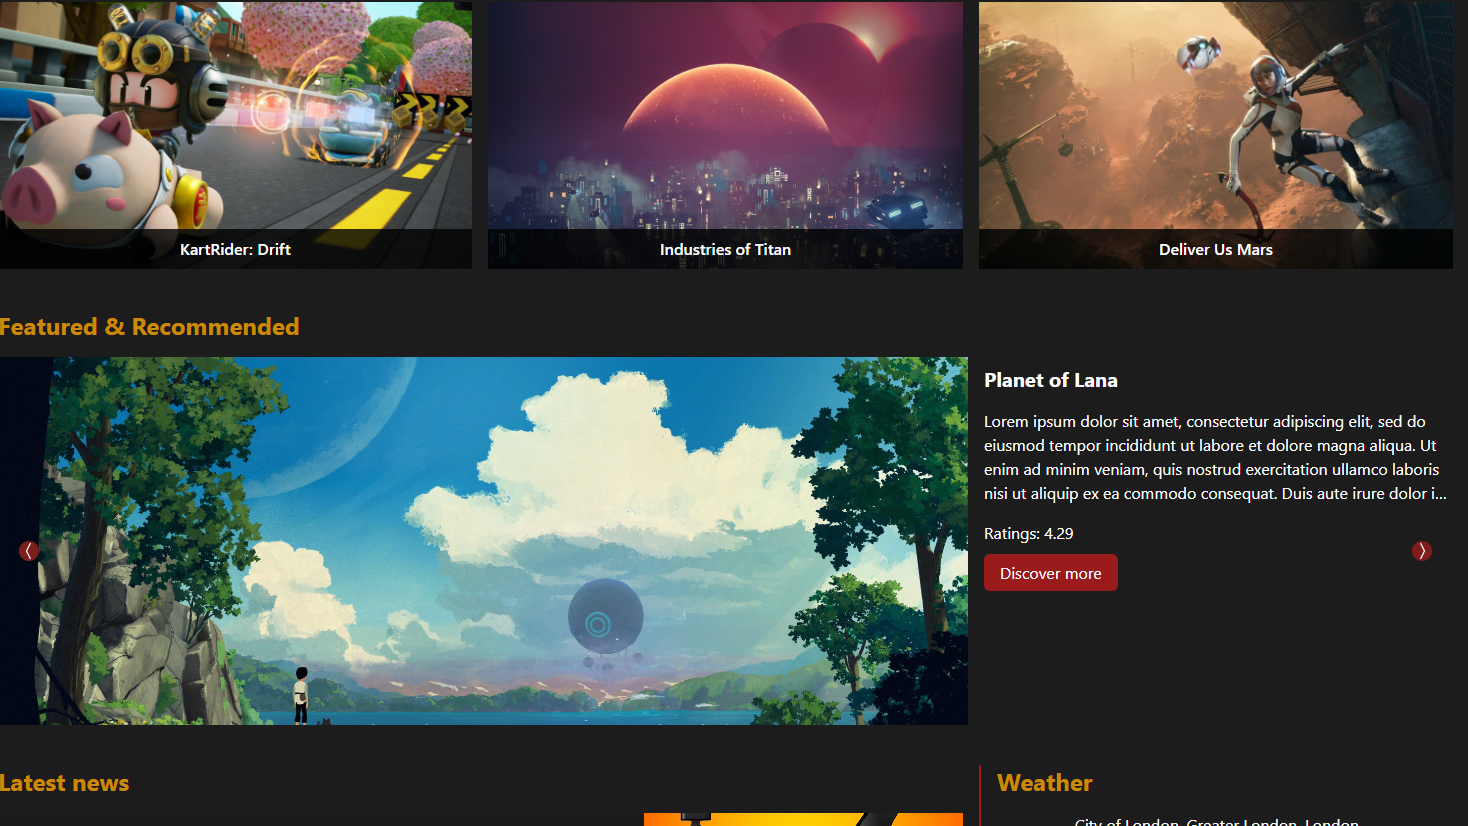 KartRider: Drift
Industries of Titan
Deliver Us Mars
Featured & Recommended
Planet of Lana
Lorem ipsum dolor sit amet, consectetur adipiscing elit, sed do
eiusmod tempor incididunt ut labore et dolore magna aliqua. Ut
enim ad minim veniam, quis nostrud exercitation ullamco laboris
nisi ut aliquip ex ea commodo consequat. Duis aute irure dolor i...
Ratings: 4.29
Discover more
Latest news
Weather
City of London, Greater London, London